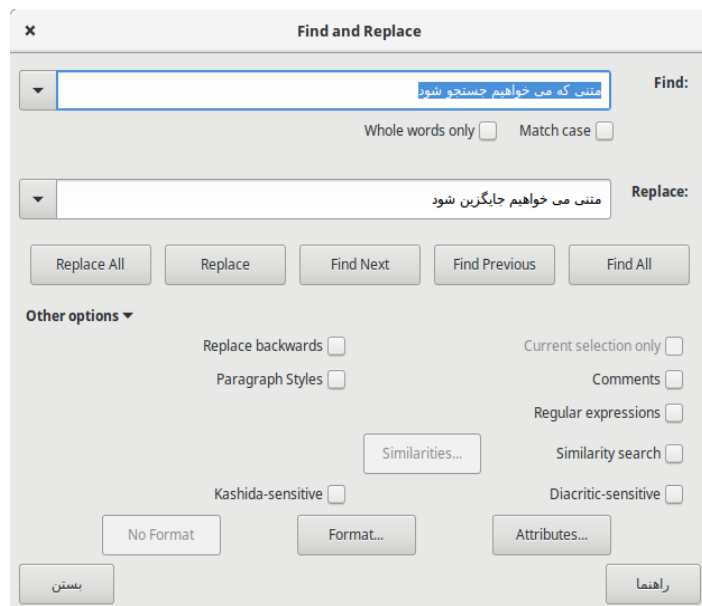 Find and Replace
Find:
متنی که می خواهیم جستجو شود
Match case
Whole words only
Replace:
متنی می خواهیم جایگزین شود
Find All
Find Previous
Find Next
Replace
Replace All
Other options
Current selection only
Replace backwards
Comments
Paragraph Styles
Regular expressions
Similarity search
Similarities...
Diacritic-sensitive
Kashida-sensitive
Attributes...
Format...
No Format
راهنما
بستن